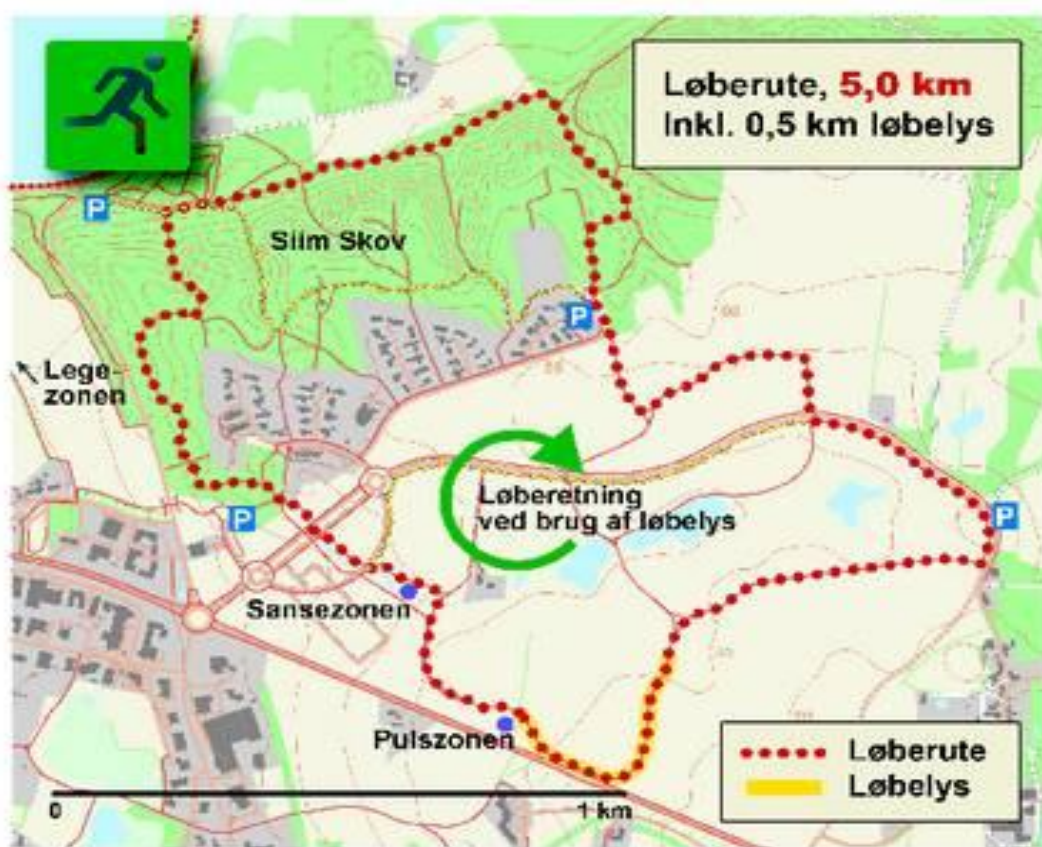 Løberute, 5,0 km
Inkl. 0,5 km løbelys
P
Siim Skov
P
Lege-
zonen
Løberetning
ved brug af løbelys
P
P
Sansezonen
Pulszonen
Løberute
Løbelys
0
1 km